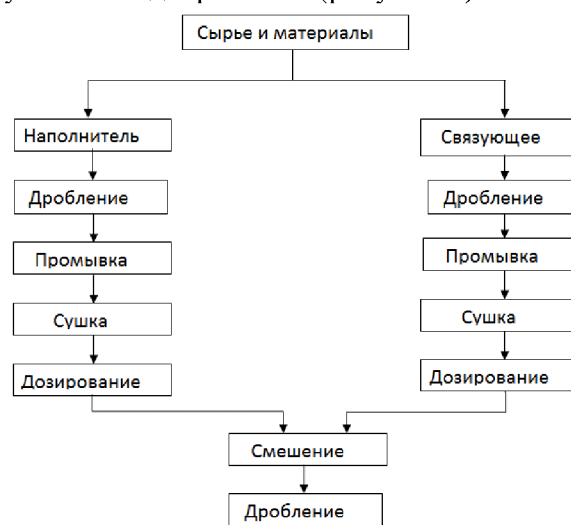 Сырье и материалы
Наполнитель
Связующее
Дробление
Дробление
Промывка
Промывка
Сушка
Сушка
Дозирование
Дозирование
Смешение
Дробление